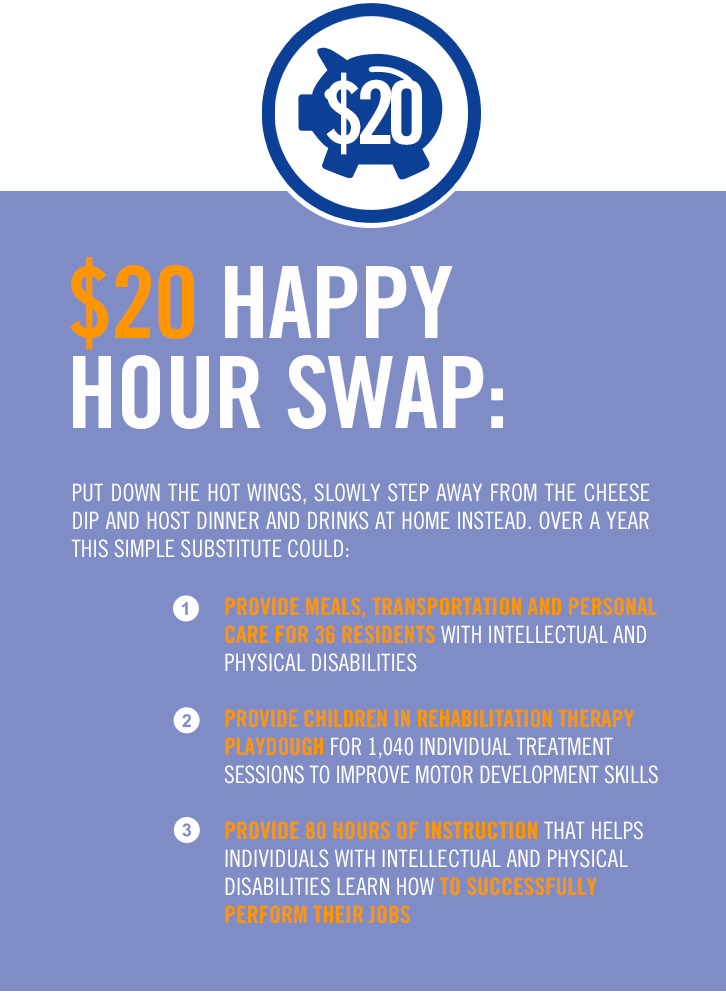 $20
$20 HAPPY
HOUR SWAP:
PUT DOWN THE HOT WINGS, SLOWLY STEP AWAY FROM THE CHEESE
DIP AND HOST DINNER AND DRINKS AT HOME INSTEAD. OVER A YEAR
THIS SIMPLE SUBSTITUTE COULD:
1 PROVIDE MEALS, TRANSPORTATION AND PERSONAL
CARE FOR 36 RESIDENTS WITH INTELLECTUAL AND
PHYSICAL DISABILITIES
2 PROVIDE CHILDREN IN REHABILITATION THERAPY
PLAYDOUGH FOR 1,040 INDIVIDUAL TREATMENT
SESSIONS TO IMPROVE MOTOR DEVELOPMENT SKILLS
3 PROVIDE 80 HOURS OF INSTRUCTION THAT HELPS
INDIVIDUALS WITH INTELLECTUAL AND PHYSICAL
DISABILITIES LEARN HOW TO SUCCESSFULLY
PERFORM THEIR JOBS